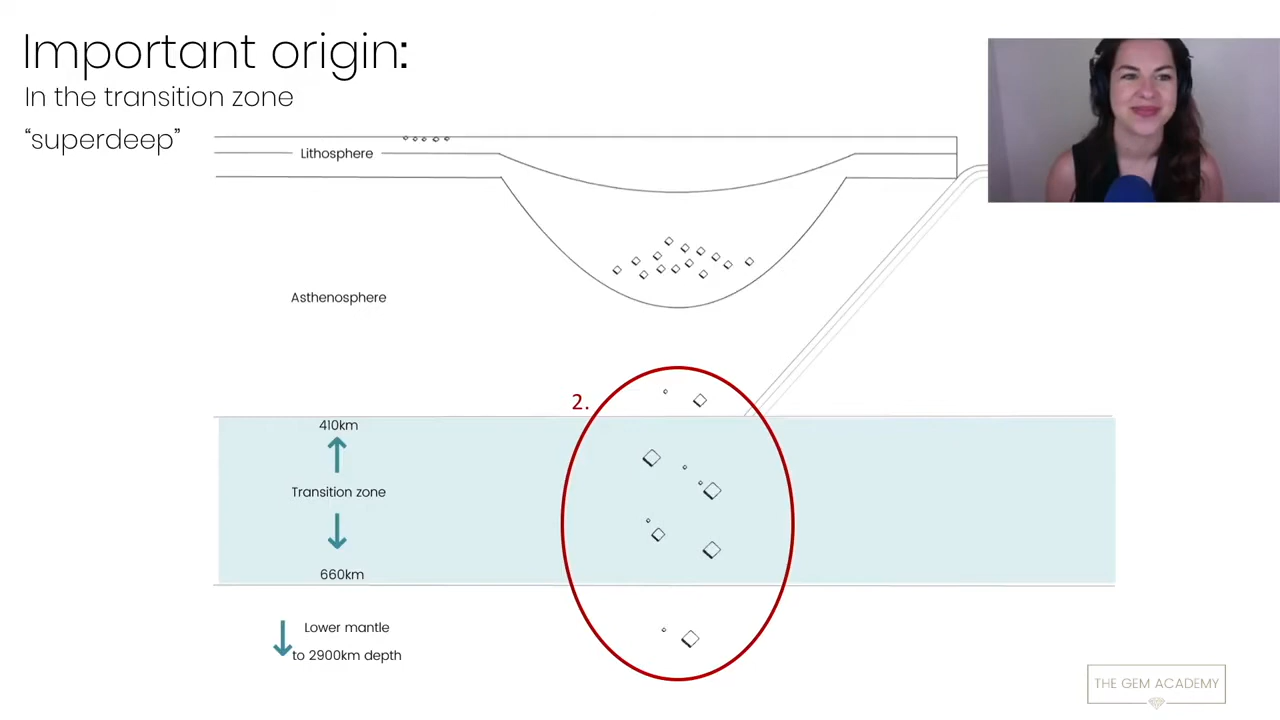 Important origin:
In the transition zone
“superdeep”
Lithosphere
Asthenosphere
2.
410km
Transition zone
660km
Lower mantle
to 2900km depth
THE GEM ACADEMY